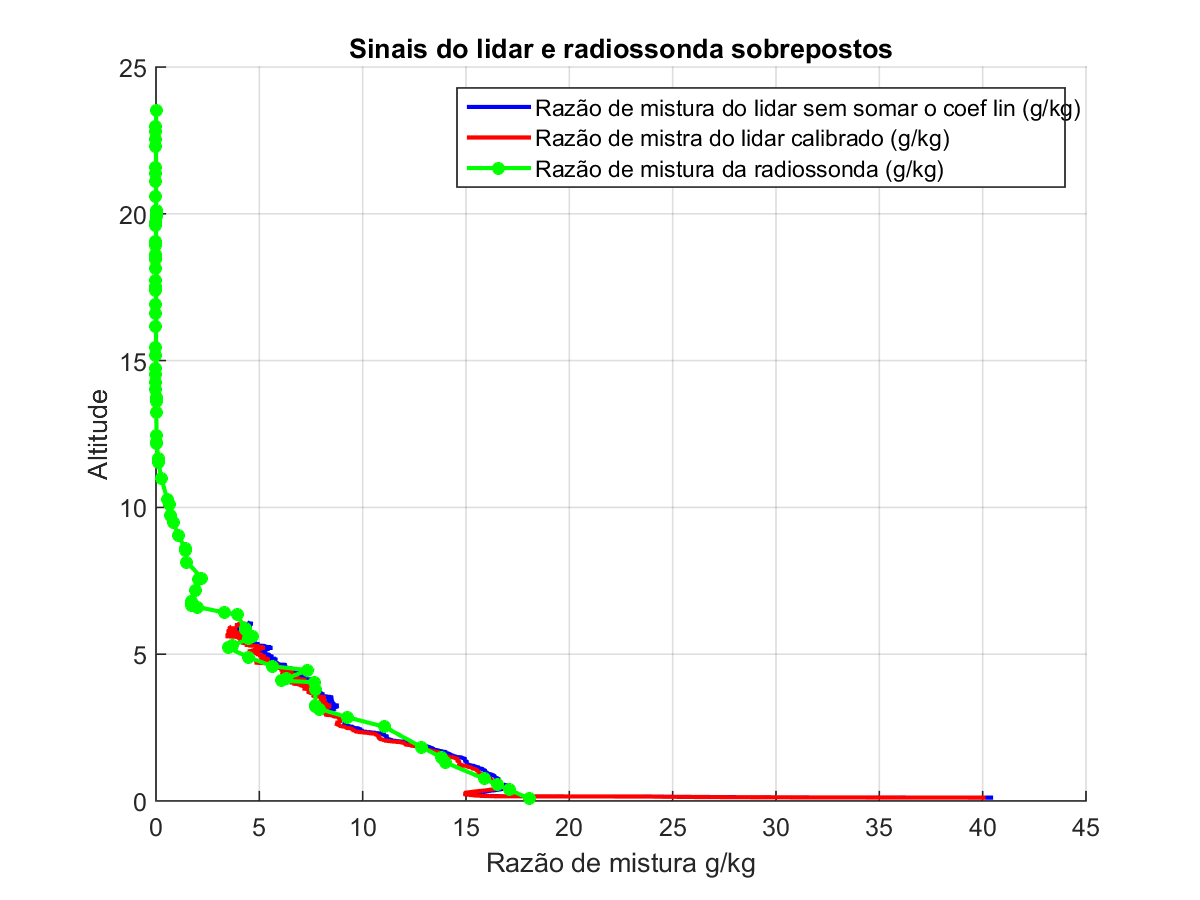 Sinais do lidar e radiossonda sobrepostos
Razão de mistura do lidar sem somar o coef lin (g/kg)
Razão de mistra do lidar calibrado (g/kg)
Razão de mistura da radiossonda (g/kg)
25
20
15
10
5
0
Altitude
0 5 10 15 20 25 30 35 40 45
Razão de mistura g/kg